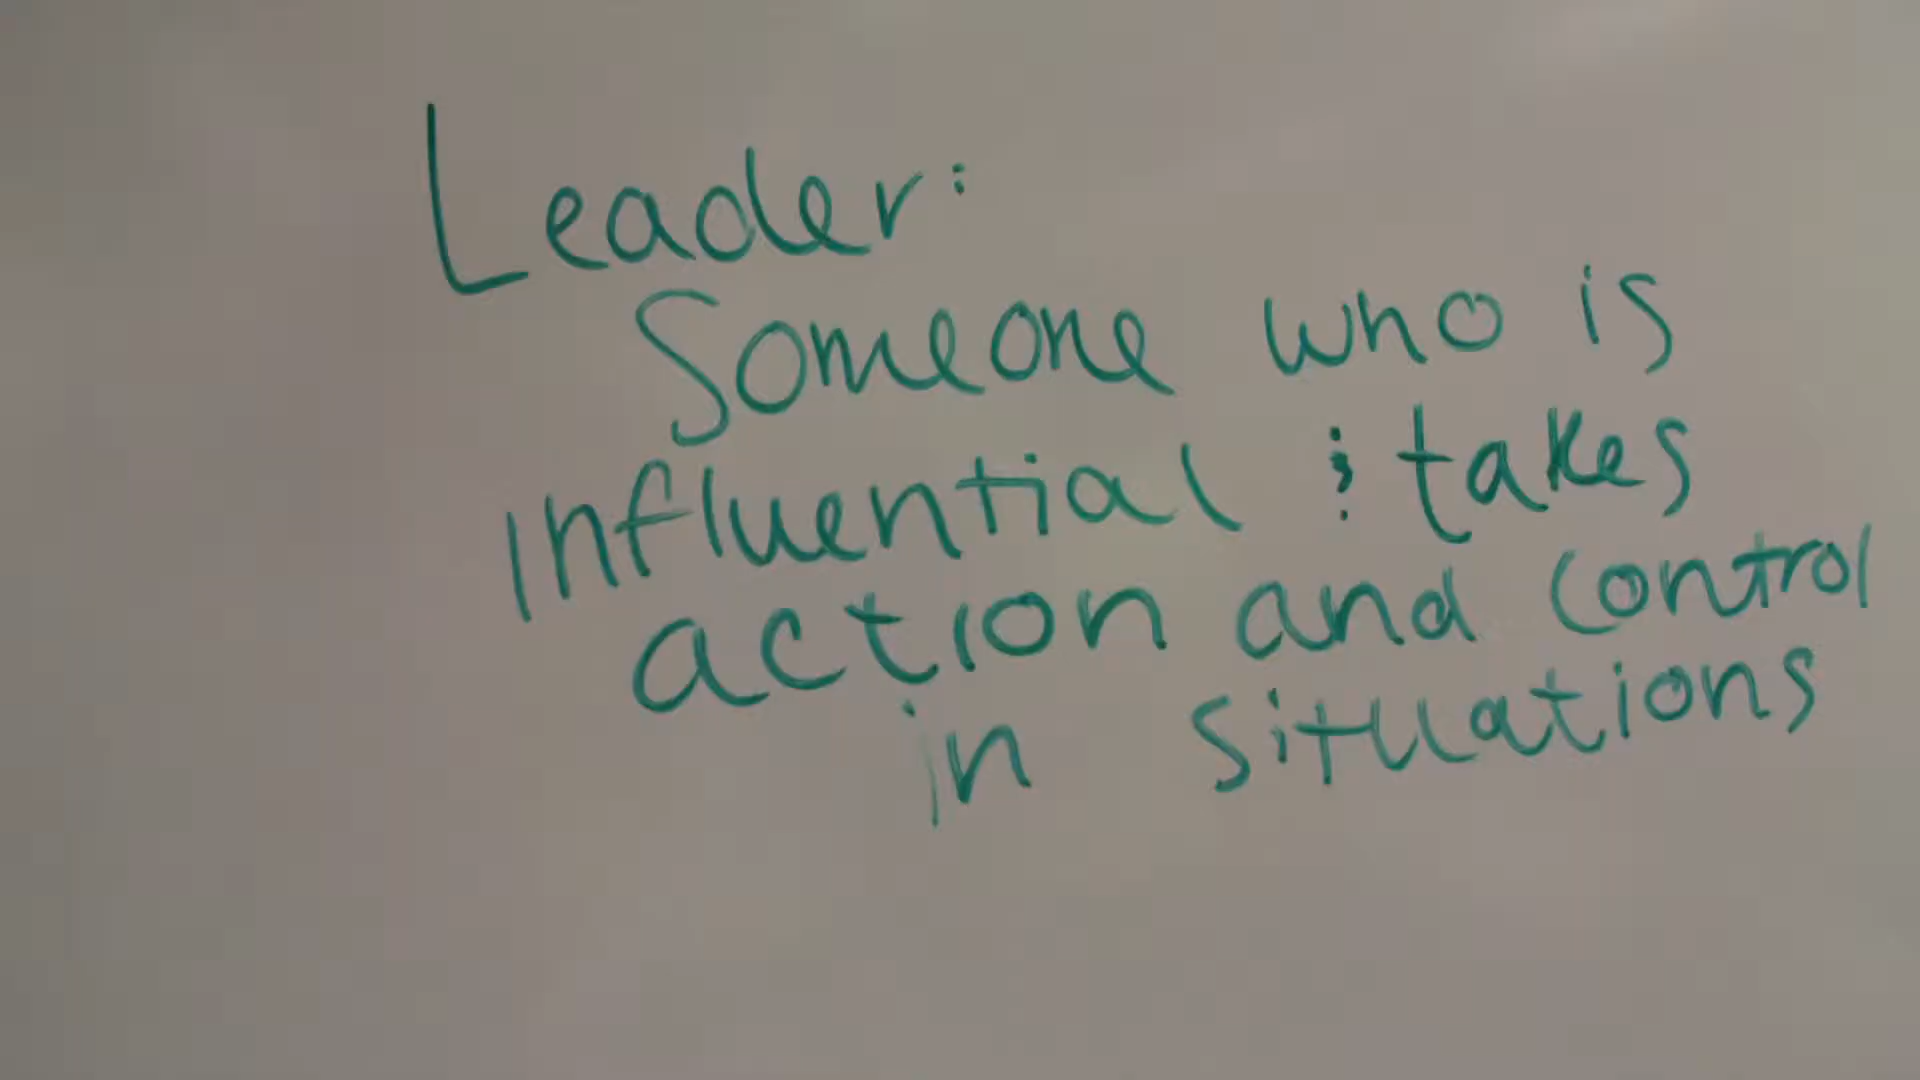 Leader:
Someone who is
influential & takes
action and control
in situations